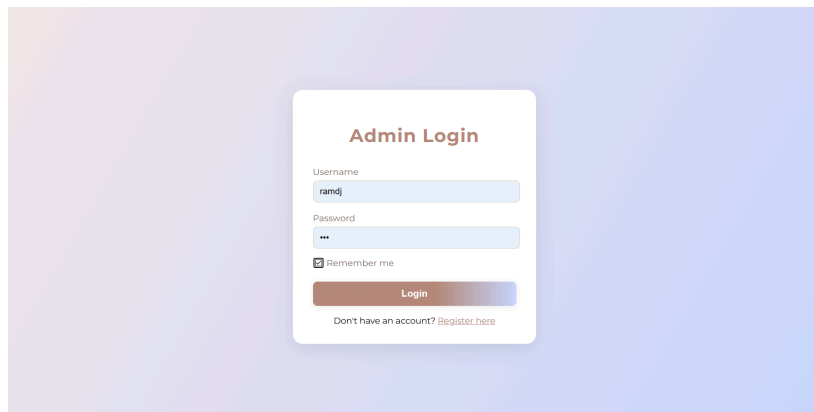 Admin Login
Username
ramdj
Password
•••
Remember me
Login
Don't have an account? Register here